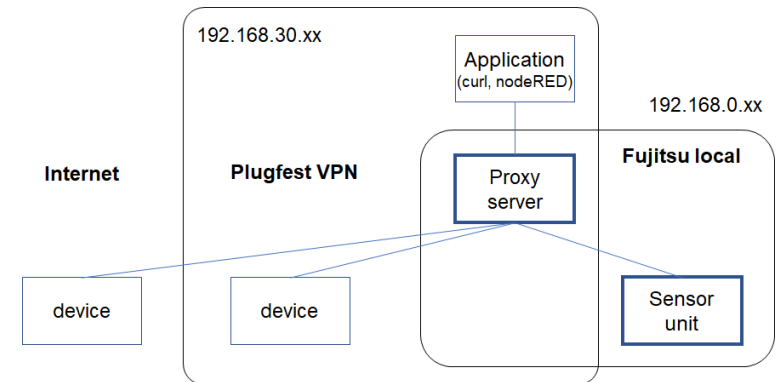 192.168.30.xx
Application
(curl, nodeRED)
192.168.0.xx
Internet
Plugfest VPN
Fujitsu local
Proxy
server
device
device
Sensor
unit